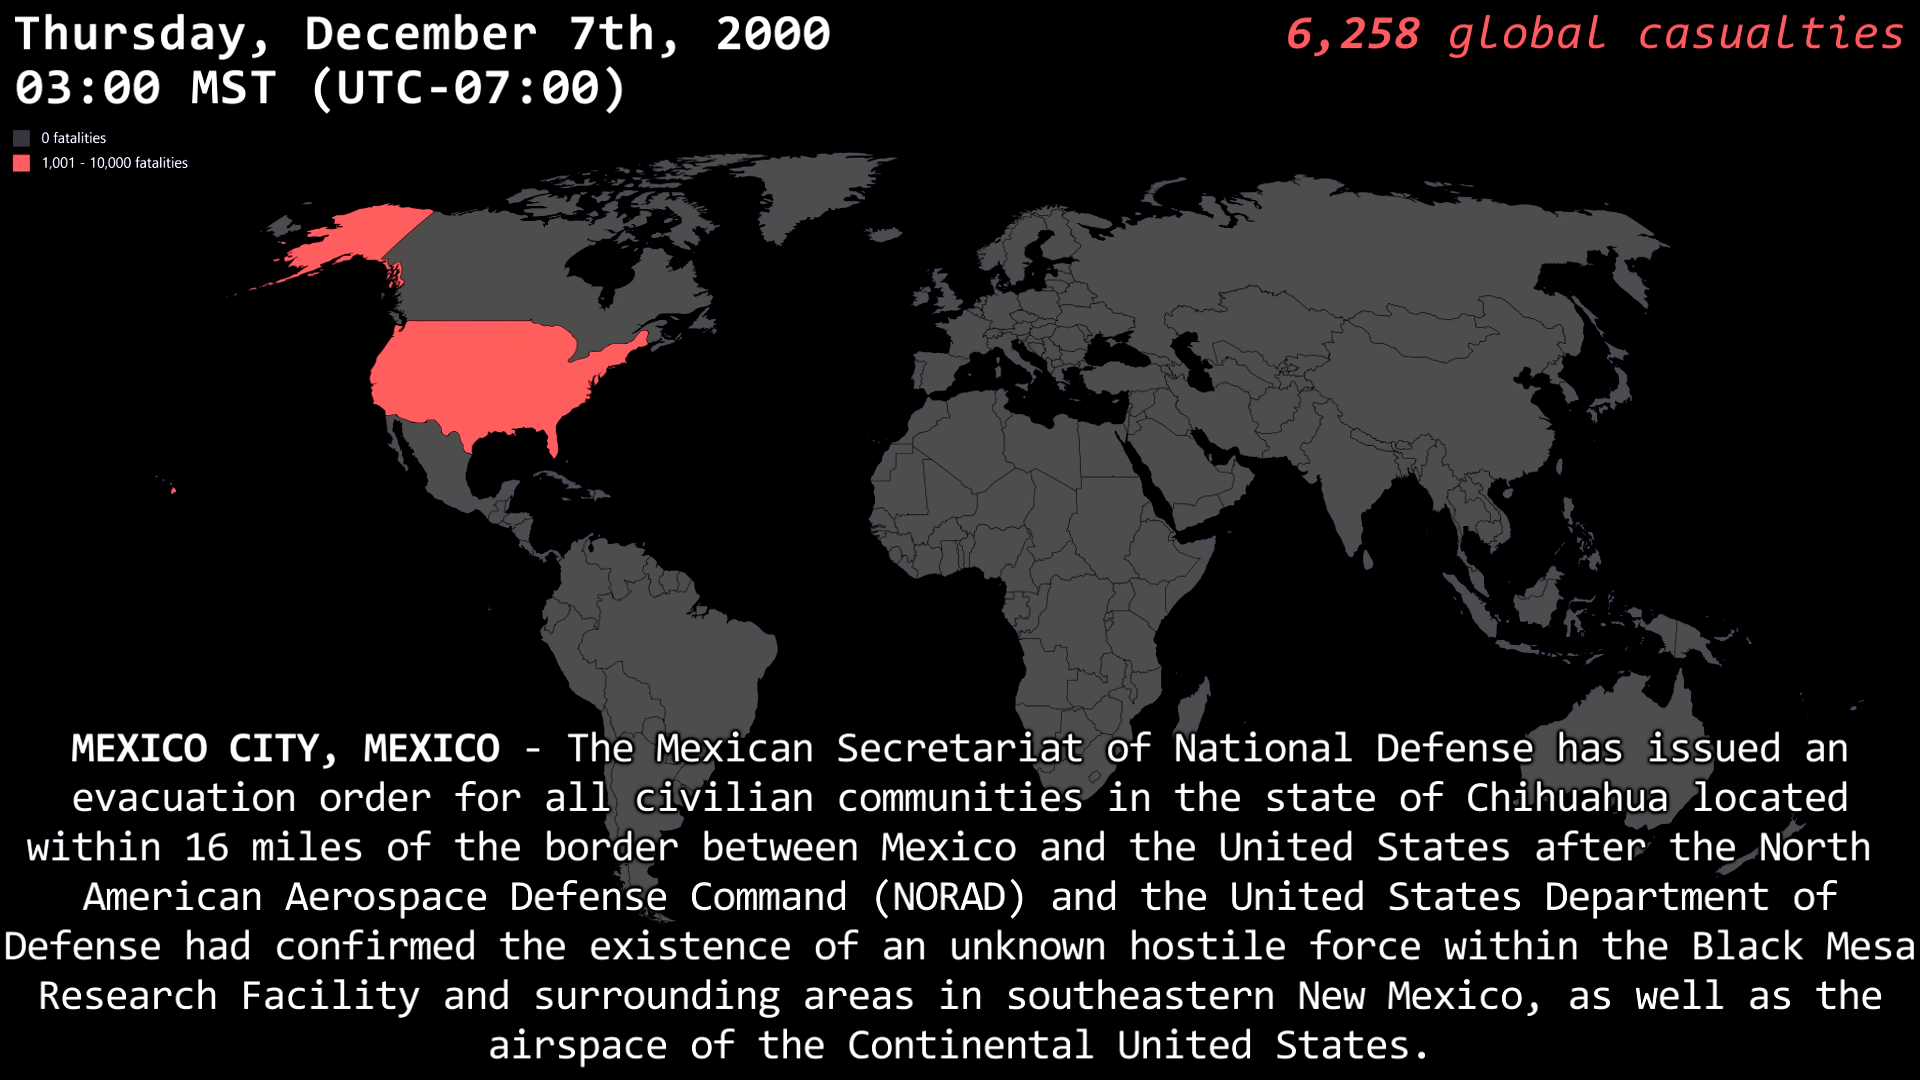 Thursday, December 7th, 2000
03:00 MST (UTC-07:00)
6,258 global casualties
0 fatalities
1,001 - 10,000 fatalities
MEXICO CITY, MEXICO - The Mexican Secretariat of National Defense has issued an
evacuation order for all civilian communities in the state of Chihuahua located
within 16 miles of the border between Mexico and the United States after the North
American Aerospace Defense Command (NORAD) and the United States Department of
Defense had confirmed the existence of an unknown hostile force within the Black Mesa
Research Facility and surrounding areas in southeastern New Mexico, as well as the
airspace of the Continental United States.